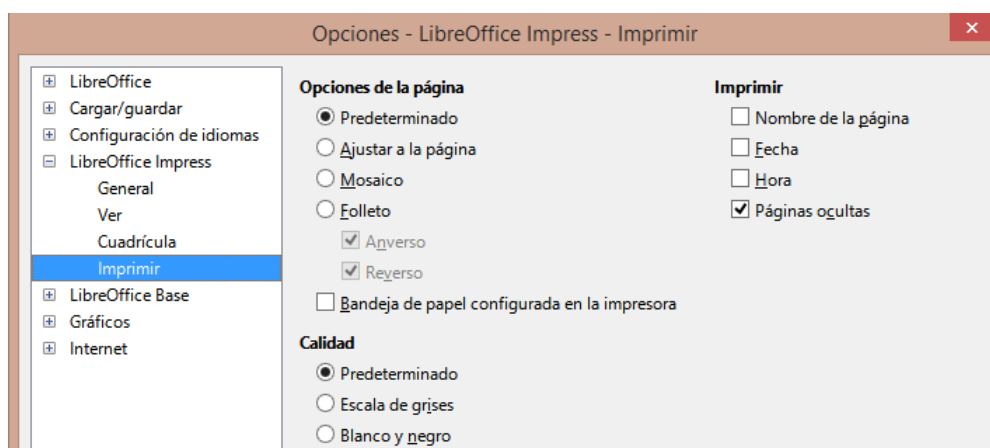 Opciones - LibreOffice Impress - Imprimir
LibreOffice
Cargar/guardar
Configuración de idiomas
LibreOffice Impress
General
Ver
Cuadrícula
Imprimir
LibreOffice Base
Gráficos
Internet
Opciones de la página
Predeterminado
Ajustar a la página
Mosaico
Folleto
Anverso
Reverso
Bandeja de papel configurada en la impresora
Calidad
Predeterminado
Escala de grises
Blanco y negro
Imprimir
Nombre de la página
Fecha
Hora
Páginas ocultas